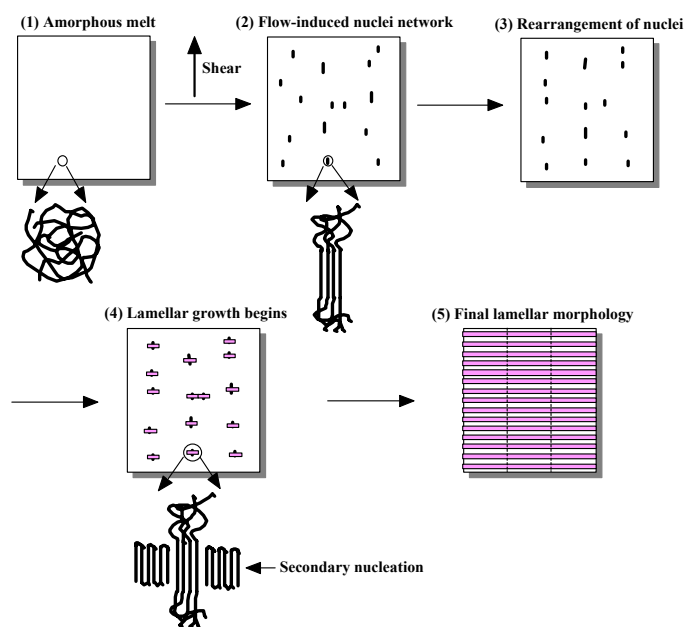 (1) Amorphous melt
(2) Flow-induced nuclei network
(3) Rearrangement of nuclei
Shear
(4) Lamellar growth begins
(5) Final lamellar morphology
Secondary nucleation